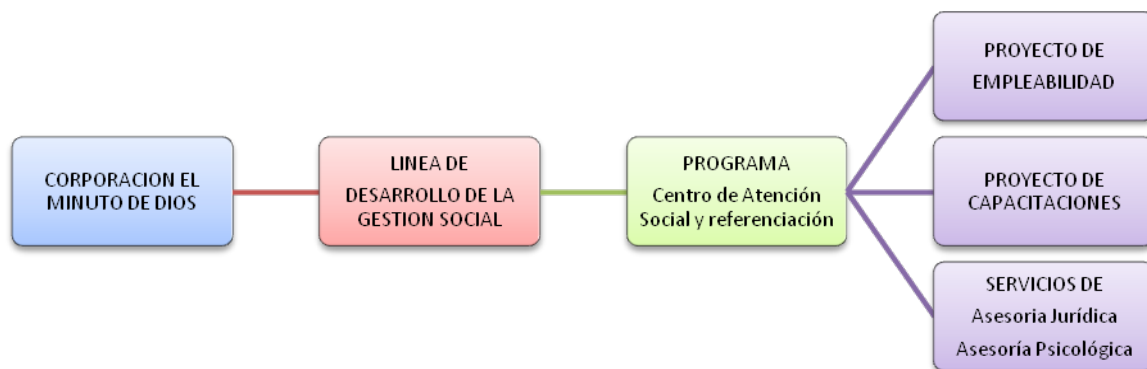 CORPORACION EL
MINUTO DE DIOS
LINEA DE
DESARROLLO DE LA
GESTION SOCIAL
PROGRAMA
Centro de Atención
Social y referenciación
PROYECTO DE
EMPLEABILIDAD
PROYECTO DE
CAPACITACIONES
SERVICIOS DE
Asesoria Jurídica
Asesoría Psicológica